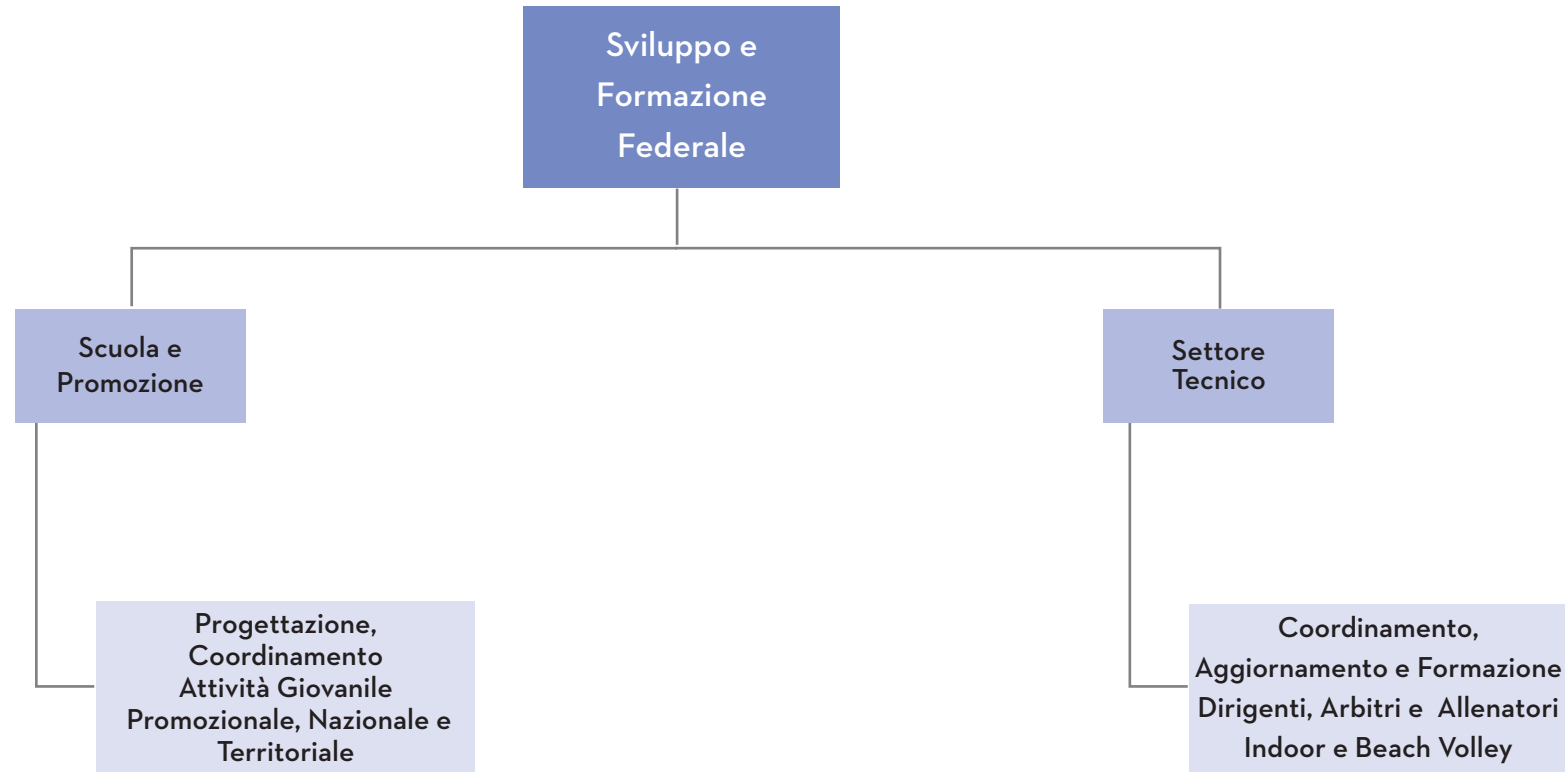 Sviluppo e
Formazione
Federale
Scuola e
Promozione
Settore
Tecnico
Progettazione,
Coordinamento
Attività Giovanile
Promozionale, Nazionale e
Territoriale
Coordinamento,
Aggiornamento e Formazione
Dirigenti, Arbitri e Allenatori
Indoor e Beach Volley